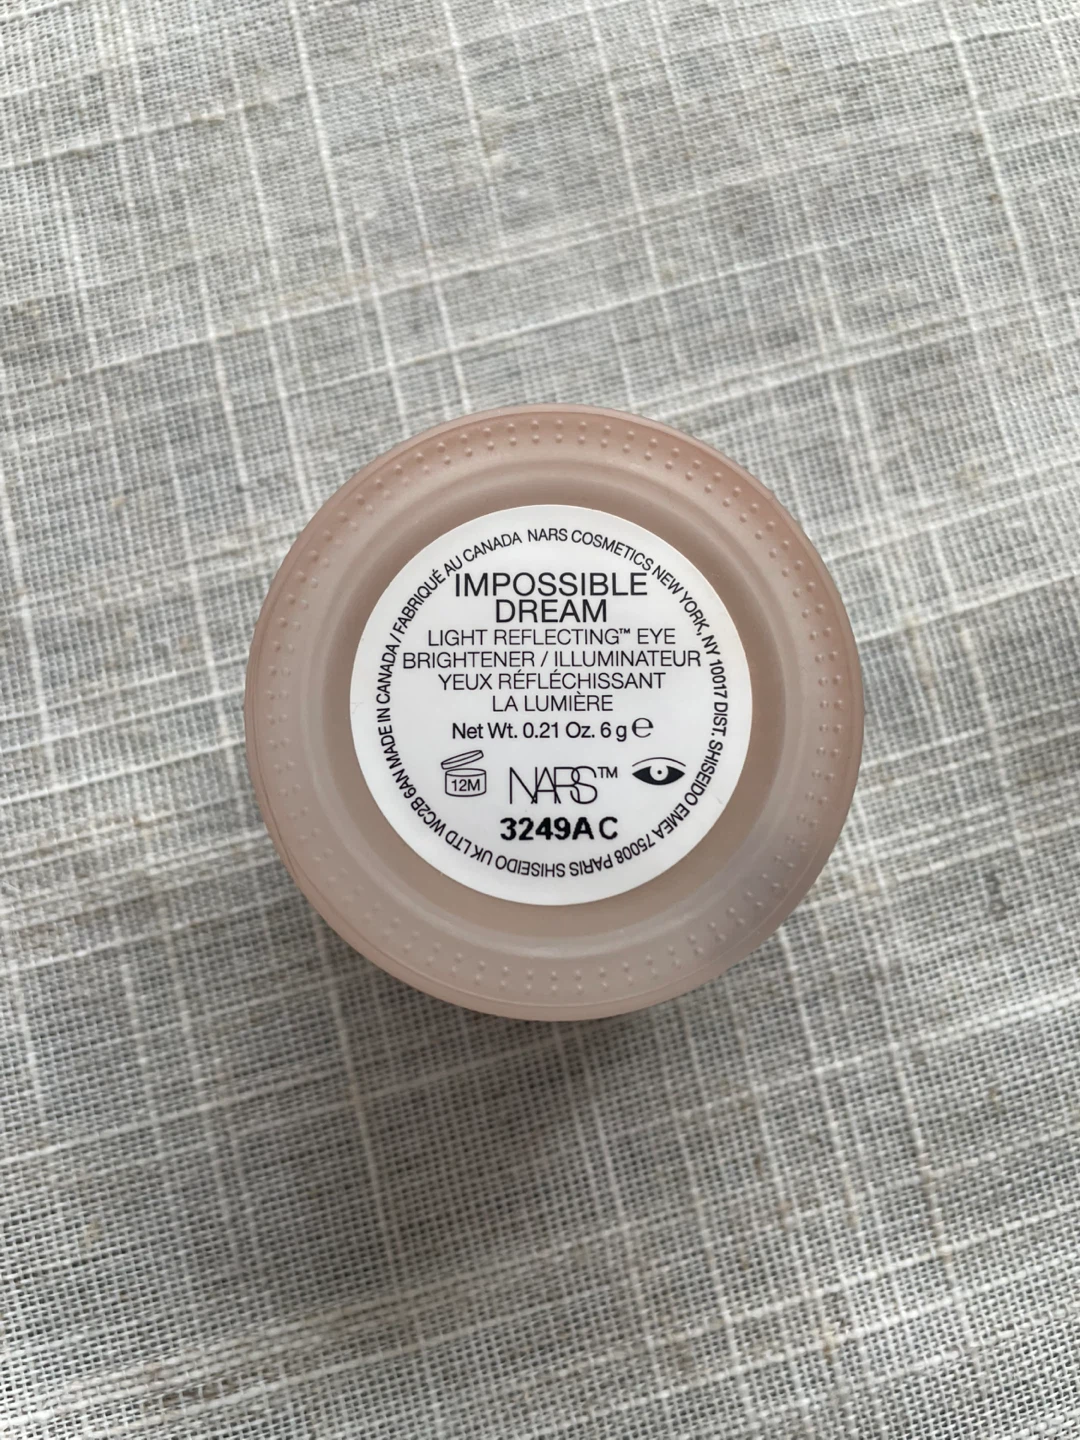 MADE IN CANADA / FABRIQUÉ AU CANADA NARS COSMETICS NEW YORK, NY 10017 DIST. SHISEIDO EMEA 75008 PARIS SHISEIDO UK LTD WC2B 6AN
IMPOSSIBLE
DREAM
LIGHT REFLECTING™ EYE
BRIGHTENER / ILLUMINATEUR
YEUX RÉFLÉCHISSANT
LA LUMIÈRE
Net Wt. 0.21 Oz. 6 g ℮
12M
NARS™
3249AC